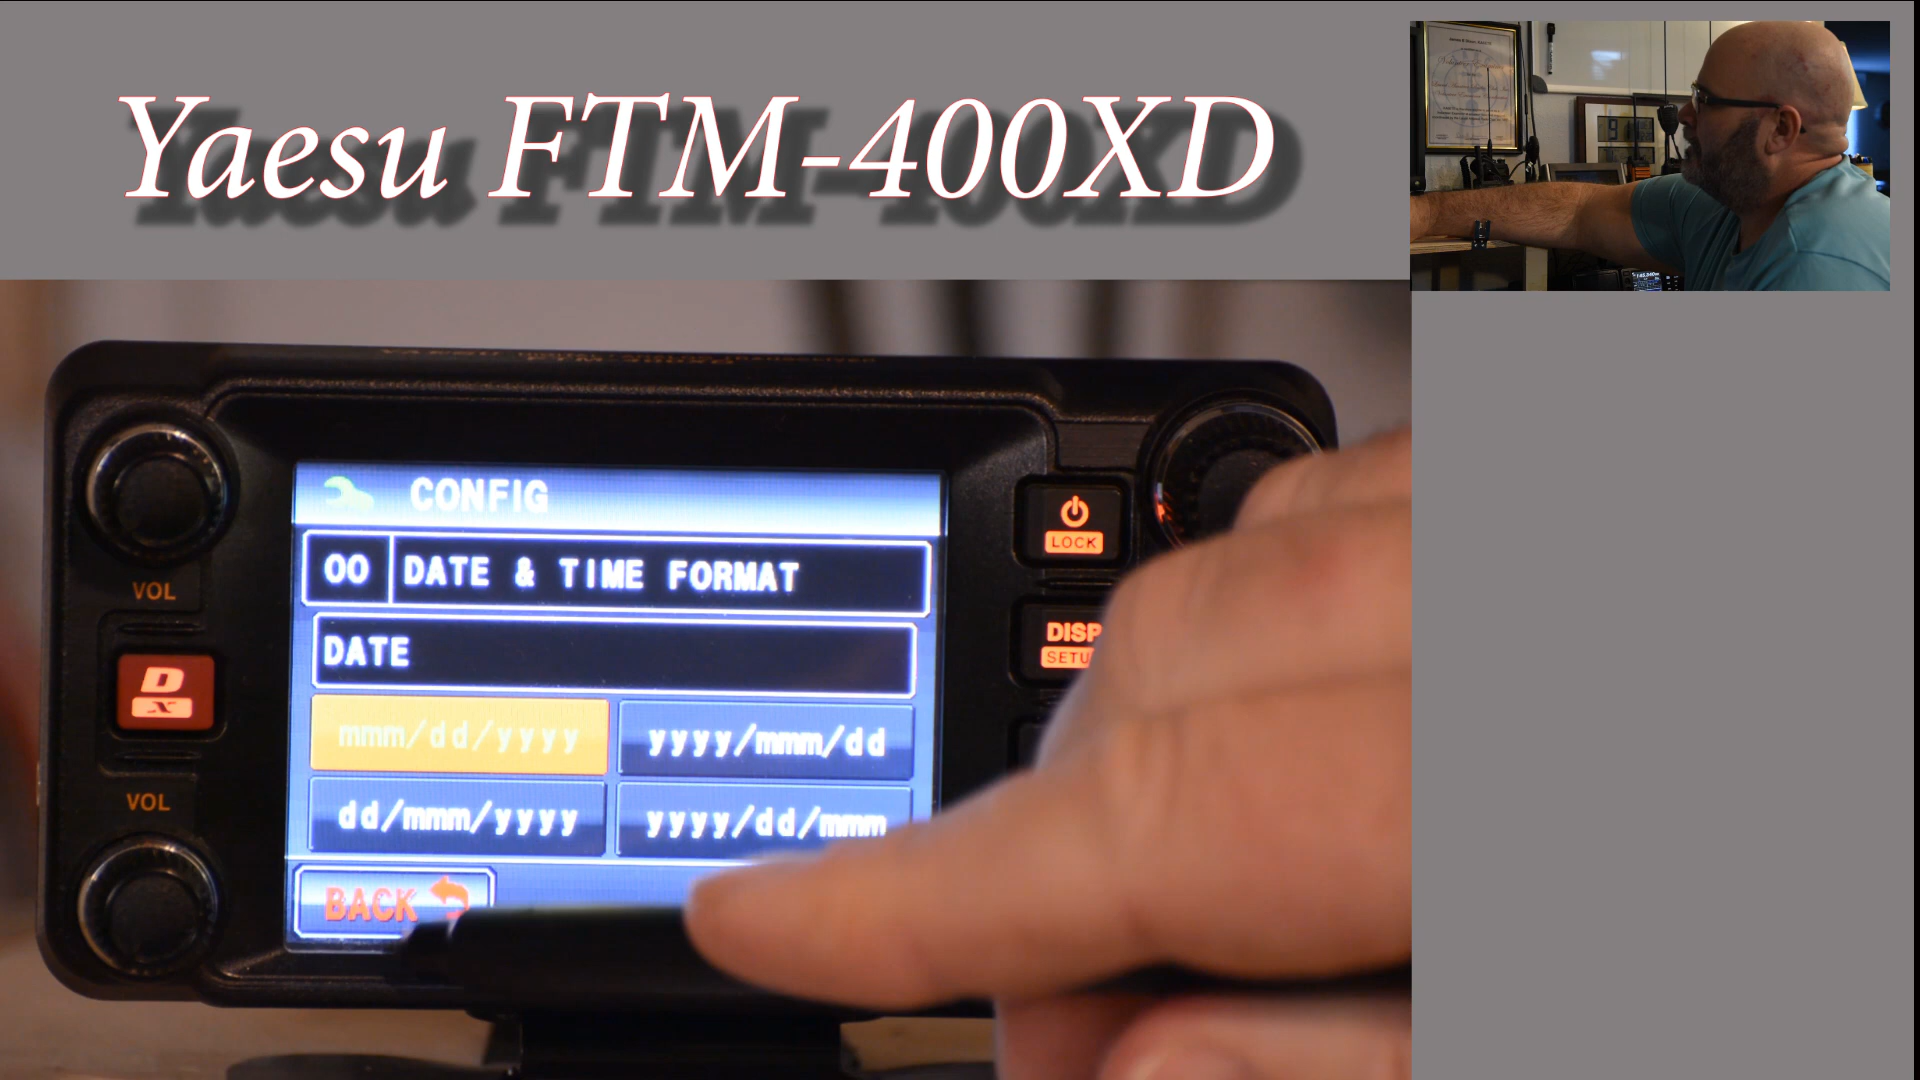 Yaesu FTM-400XD
CONFIG
00 DATE & TIME FORMAT
DATE
mmm/dd/yyyy yyyy/mmm/dd
dd/mmm/yyyy yyyy/dd/mmm
BACK
VOL
D
X
VOL
LOCK
DISP
SETU